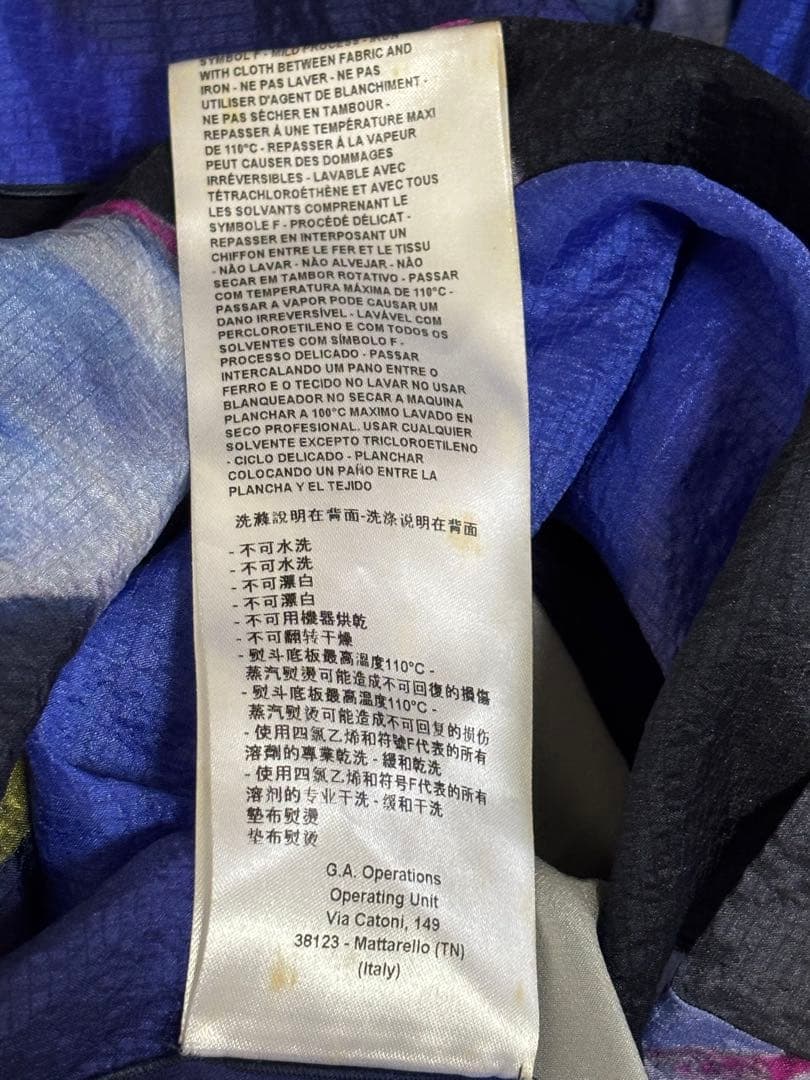 SYMBOL F - MILD PROCESS - IRON
WITH CLOTH BETWEEN FABRIC AND
IRON - NE PAS LAVER - NE PAS
UTILISER D'AGENT DE BLANCHIMENT -
NE PAS SÈCHER EN TAMBOUR -
REPASSER À UNE TEMPÉRATURE MAXI
DE 110°C - REPASSER À LA VAPEUR
PEUT CAUSER DES DOMMAGES
IRRÉVERSIBLES - LAVABLE AVEC
TÉTRACHLOROÉTHÈNE ET AVEC TOUS
LES SOLVANTS COMPRENANT LE
SYMBOLE F - PROCÉDÉ DÉLICAT -
REPASSER EN INTERPOSANT UN
CHIFFON ENTRE LE FER ET LE TISSU
- NÃO LAVAR - NÃO ALVEJAR - NÃO
SECAR EM TAMBOR ROTATIVO - PASSAR
COM TEMPERATURA MÁXIMA DE 110°C -
PASSAR A VAPOR PODE CAUSAR UM
DANO IRREVERSÍVEL - LAVÁVEL COM
PERCLOROETILENO E COM TODOS OS
SOLVENTES COM SÍMBOLO F -
PROCESSO DELICADO - PASSAR
INTERCALANDO UM PANO ENTRE O
FERRO E O TECIDO NO LAVAR NO USAR
BLANQUEADOR NO SECAR A MAQUINA
PLANCHAR A 100°C MAXIMO LAVADO EN
SECO PROFESIONAL. USAR CUALQUIER
SOLVENTE EXCEPTO TRICLOROETILENO
- CICLO DELICADO - PLANCHAR
COLOCANDO UN PAÑO ENTRE LA
PLANCHA Y EL TEJIDO
洗滌說明在背面-洗涤说明在背面
- 不可水洗
- 不可水洗
- 不可漂白
- 不可漂白
- 不可用機器烘乾
- 不可翻转干燥
- 熨斗底板最高溫度110°C -
蒸汽熨燙可能造成不可回復的損傷
- 熨斗底板最高温度110°C -
蒸汽熨烫可能造成不可回复的损伤
- 使用四氯乙烯和符號F代表的所有
溶劑的專業乾洗 - 緩和乾洗
- 使用四氯乙烯和符号F代表的所有
溶剂的专业干洗 - 缓和干洗
墊布熨燙
垫布熨烫
G.A. Operations
Operating Unit
Via Catoni, 149
38123 - Mattarello (TN)
(Italy)